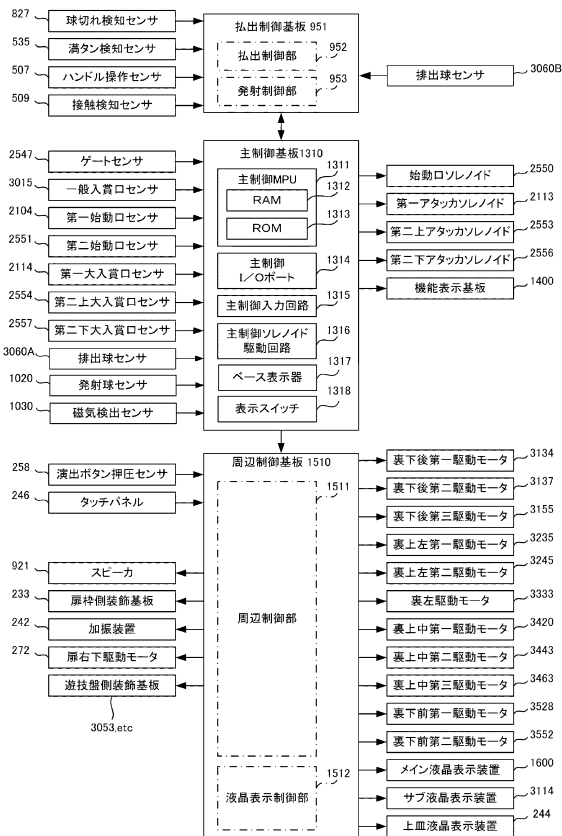 827
球切れ検知センサ
535
満タン検知センサ
507
ハンドル操作センサ
509
接触検知センサ
払出制御基板 951
払出制御部
952
発射制御部
953
排出球センサ
3060B
2547
ゲートセンサ
3015
一般入賞口センサ
2104
第一始動口センサ
2551
第二始動口センサ
2114
第一大入賞口センサ
2554
第二上大入賞口センサ
2557
第二下大入賞口センサ
3060A
排出球センサ
1020
発射球センサ
1030
磁気検出センサ
主制御基板1310
主制御MPU
1311
RAM
1312
ROM
1313
主制御
I/Oポート
1314
主制御入力回路
1315
主制御ソレノイド
駆動回路
1316
ベース表示器
1317
表示スイッチ
1318
始動口ソレノイド
2550
第一アタッカソレノイド
2113
第二上アタッカソレノイド
2553
第二下アタッカソレノイド
2556
機能表示基板
1400
258
演出ボタン押圧センサ
246
タッチパネル
921
スピーカ
233
扉枠側装飾基板
242
加振装置
272
扉右下駆動モータ
遊技盤側装飾基板
3053,etc
周辺制御基板 1510
1511
周辺制御部
1512
液晶表示制御部
裏下後第一駆動モータ
3134
裏下後第二駆動モータ
3137
裏下後第三駆動モータ
3155
裏上左第一駆動モータ
3235
裏上左第二駆動モータ
3245
裏左駆動モータ
3333
裏上中第一駆動モータ
3420
裏上中第二駆動モータ
3443
裏上中第三駆動モータ
3463
裏下前第一駆動モータ
3528
裏下前第二駆動モータ
3552
メイン液晶表示装置
1600
サブ液晶表示装置
3114
上皿液晶表示装置
244